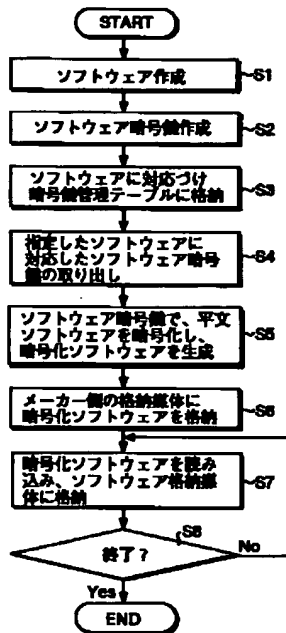 START
ソフトウェア作成
S1
ソフトウェア暗号鍵作成
S2
ソフトウェアに対応づけ
暗号鍵管理テーブルに格納
S3
指定したソフトウェアに
対応したソフトウェア暗号
鍵の取り出し
S4
ソフトウェア暗号鍵で、平文
ソフトウェアを暗号化し、
暗号化ソフトウェアを生成
S5
メーカー側の格納媒体に
暗号化ソフトウェアを格納
S6
暗号化ソフトウェアを読み
込み、ソフトウェア格納媒
体に格納
S7
S8
終了？
No
Yes
END